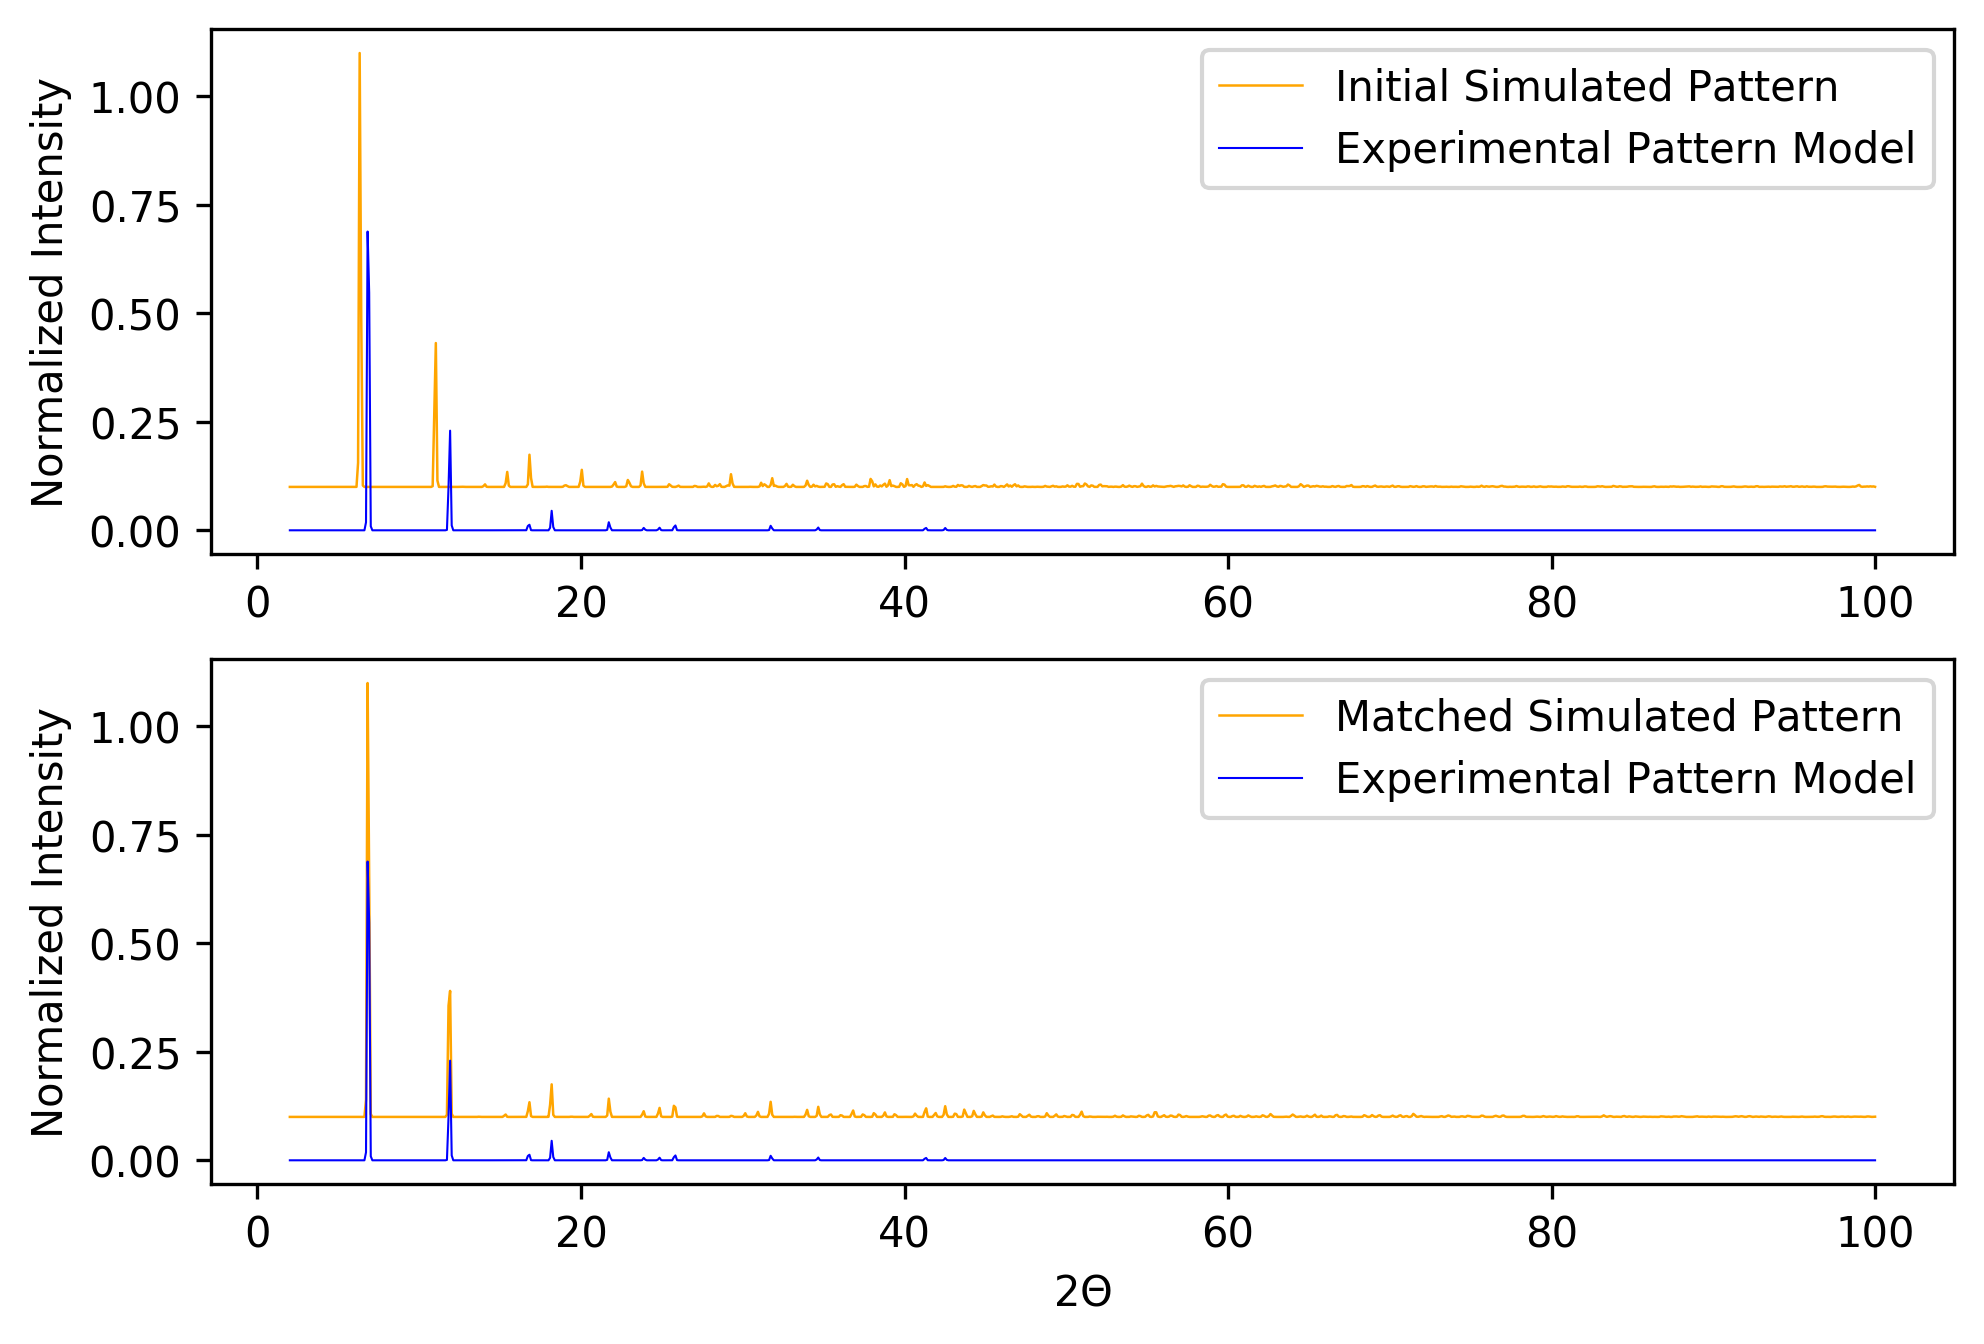 Normalized Intensity
1.00
0.75
0.50
0.25
0.00
Initial Simulated Pattern
Experimental Pattern Model
0 20 40 60 80 100
Normalized Intensity
1.00
0.75
0.50
0.25
0.00
Matched Simulated Pattern
Experimental Pattern Model
0 20 40 60 80 100
2Θ